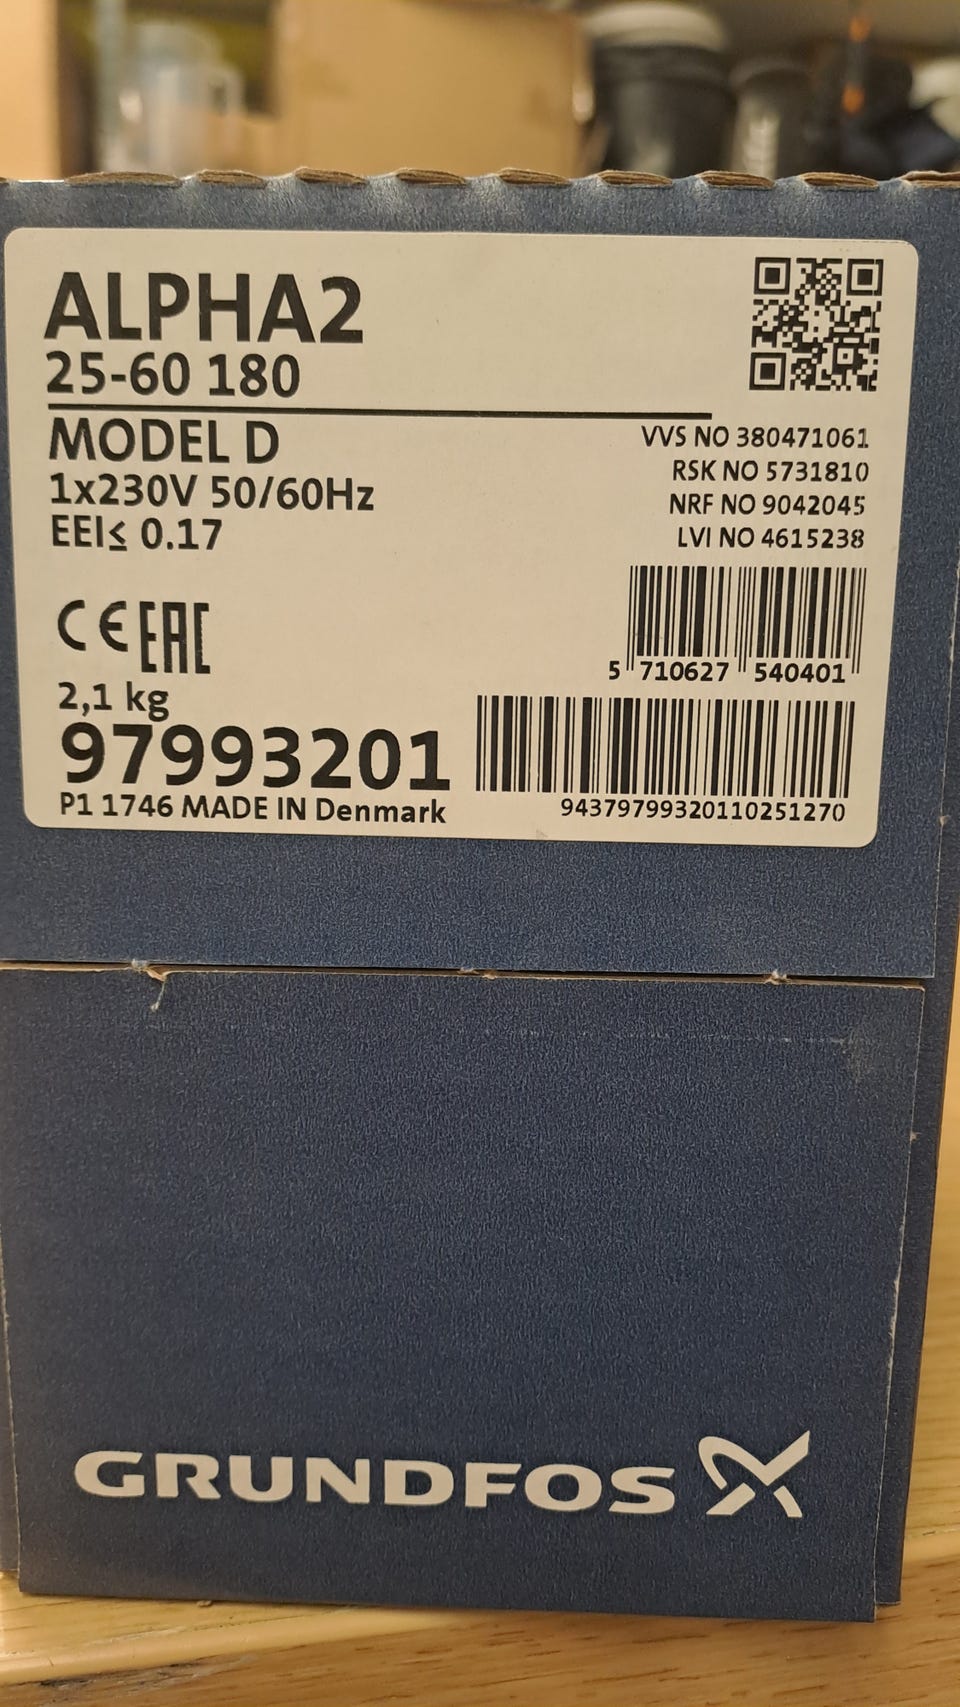 ALPHA2
25-60 180
MODEL D
1x230V 50/60Hz
EEI≤ 0.17
VVS NO 380471061
RSK NO 5731810
NRF NO 9042045
LVI NO 4615238
5 710627 540401
CE EAC
2,1 kg
97993201
P1 1746 MADE IN Denmark
94379799320110251270
GRUNDFOS